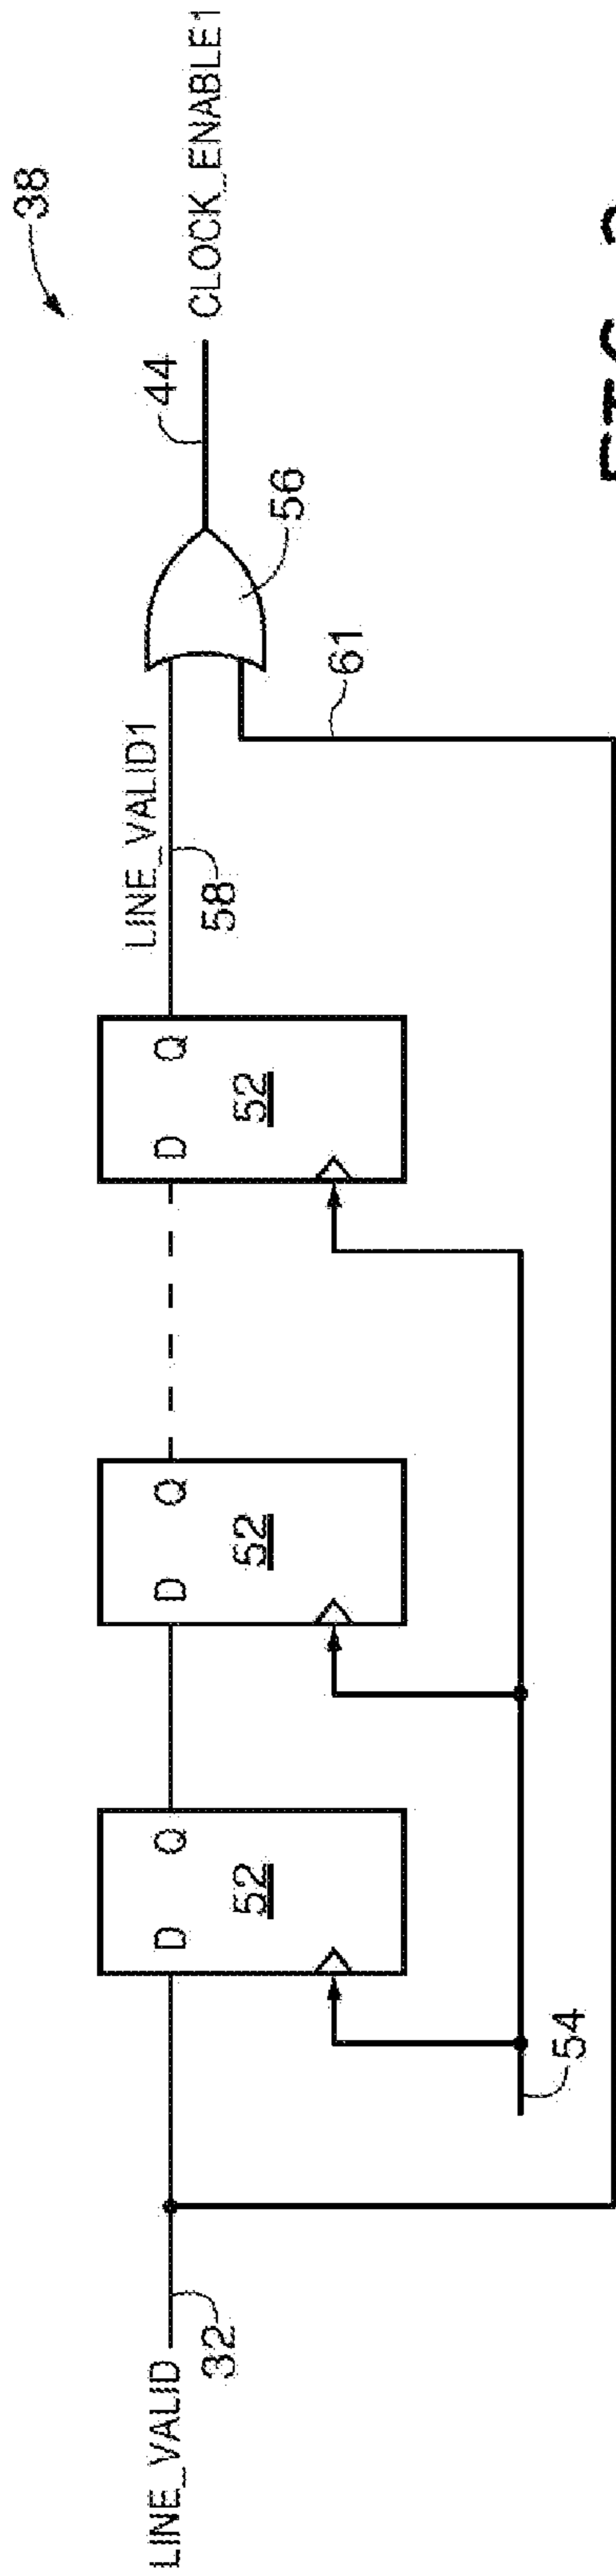 38
LINE_VALID
32
D Q
52
D Q
52
D Q
52
LINE_VALID1
58
56
44
CLOCK_ENABLE1
61
54